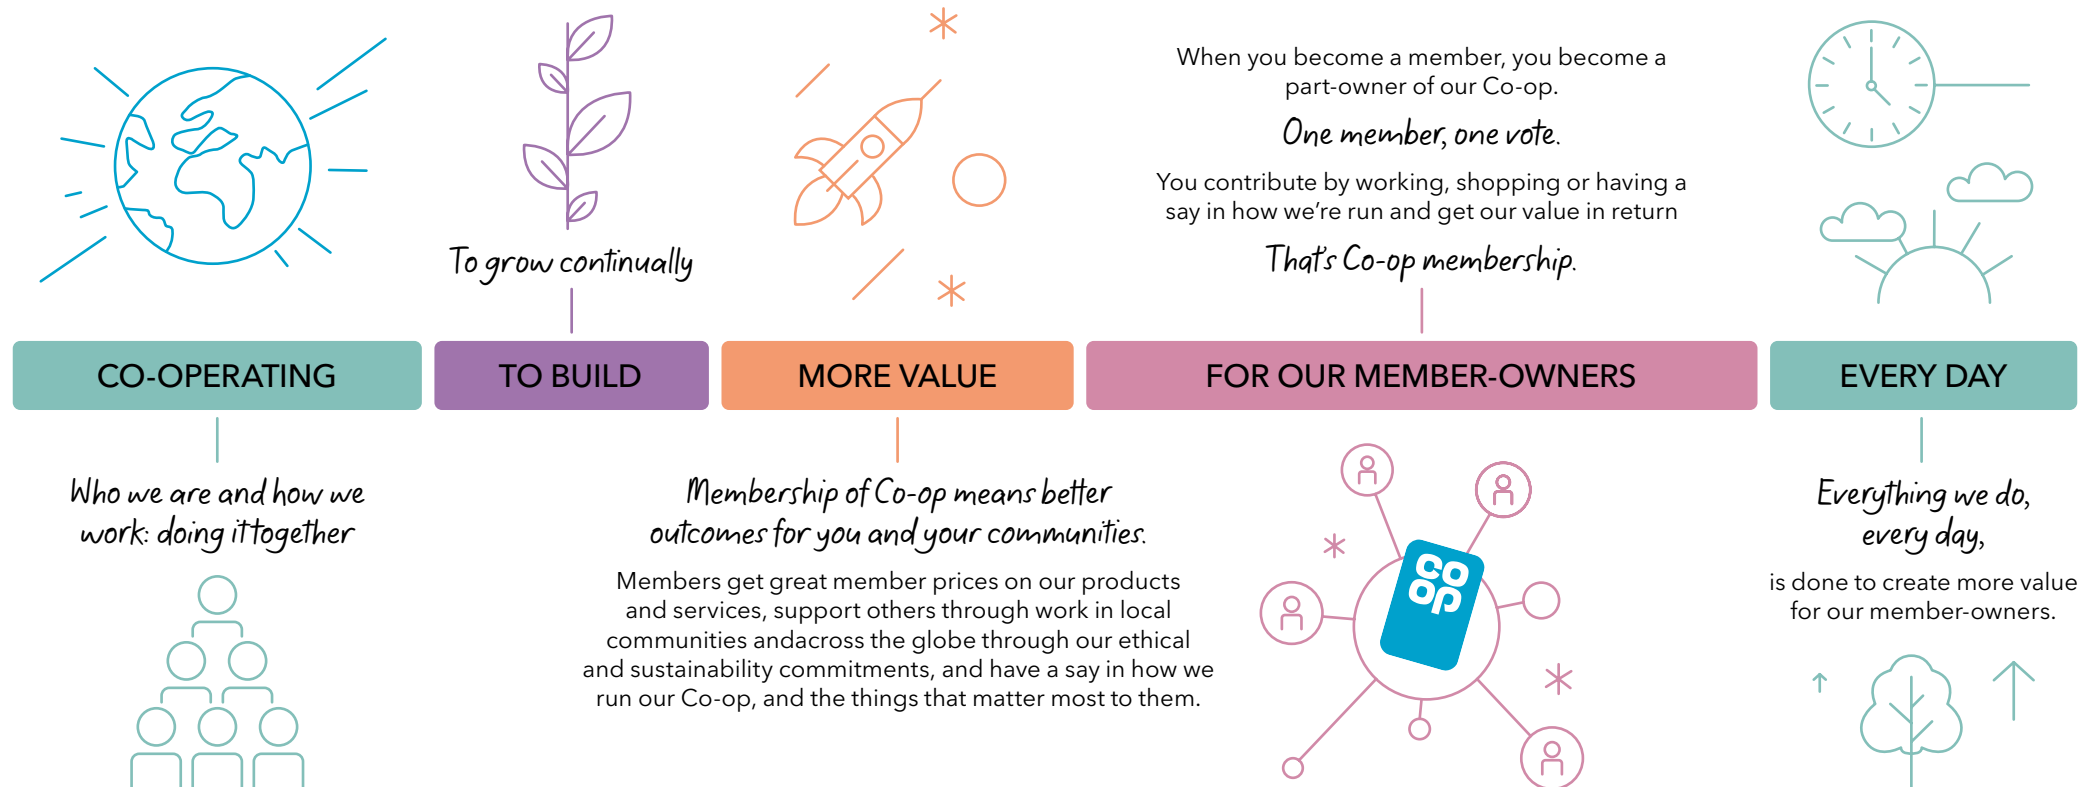 When you become a member, you become a
part-owner of our Co-op.
One member, one vote.
You contribute by working, shopping or having a
say in how we're run and get our value in return
To grow continually
That's Co-op membership.
CO-OPERATING
TO BUILD
MORE VALUE
FOR OUR MEMBER-OWNERS
EVERY DAY
Who we are and how we
work: doing it together
Membership of Co-op means better
outcomes for you and your communities.
Members get great member prices on our products
and services, support others through work in local
communities andacross the globe through our ethical
and sustainability commitments, and have a say in how we
run our Co-op, and the things that matter most to them.
co
op
Everything we do,
every day,
is done to create more value
for our member-owners.